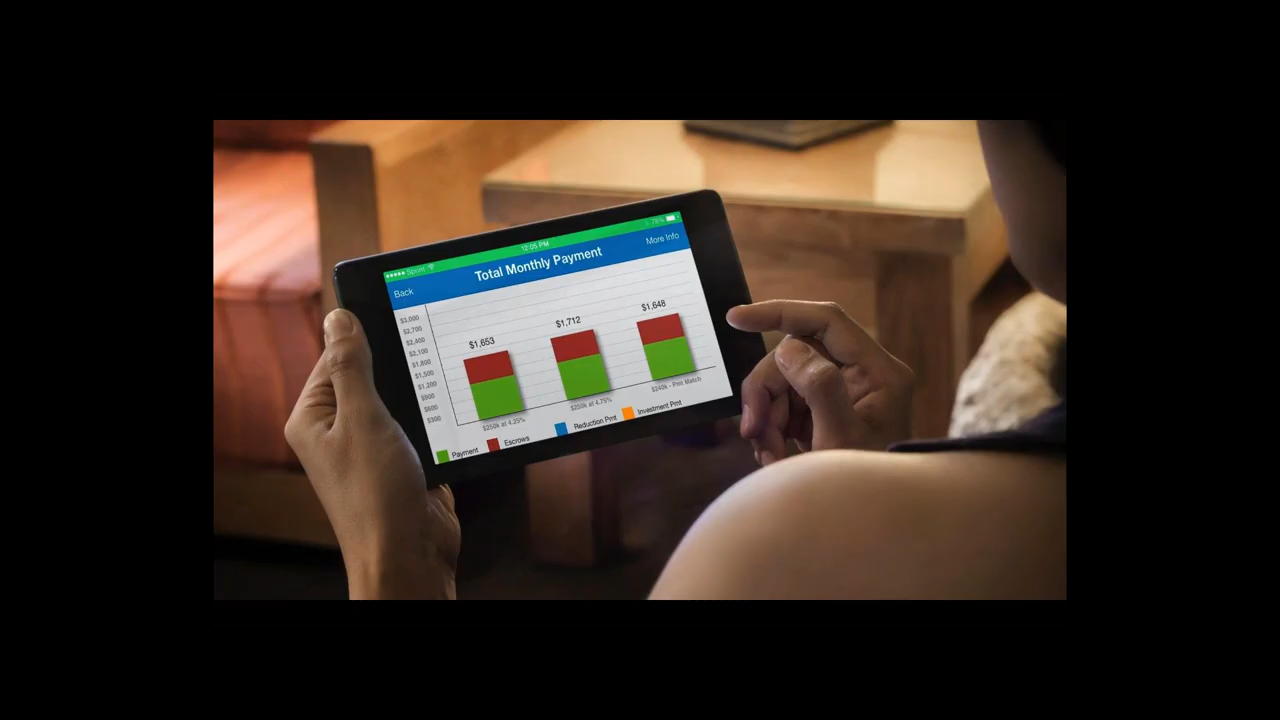 Sprint 12:05 PM 78%
Back Total Monthly Payment More Info
$3,000
$2,700
$2,400
$2,100
$1,800
$1,500
$1,200
$900
$600
$300
$1,653
$1,712
$1,648
$250k at 4.25%
$250k at 4.75%
$240k - Pmt Match
Payment
Escrows
Reduction Pmt
Investment Pmt